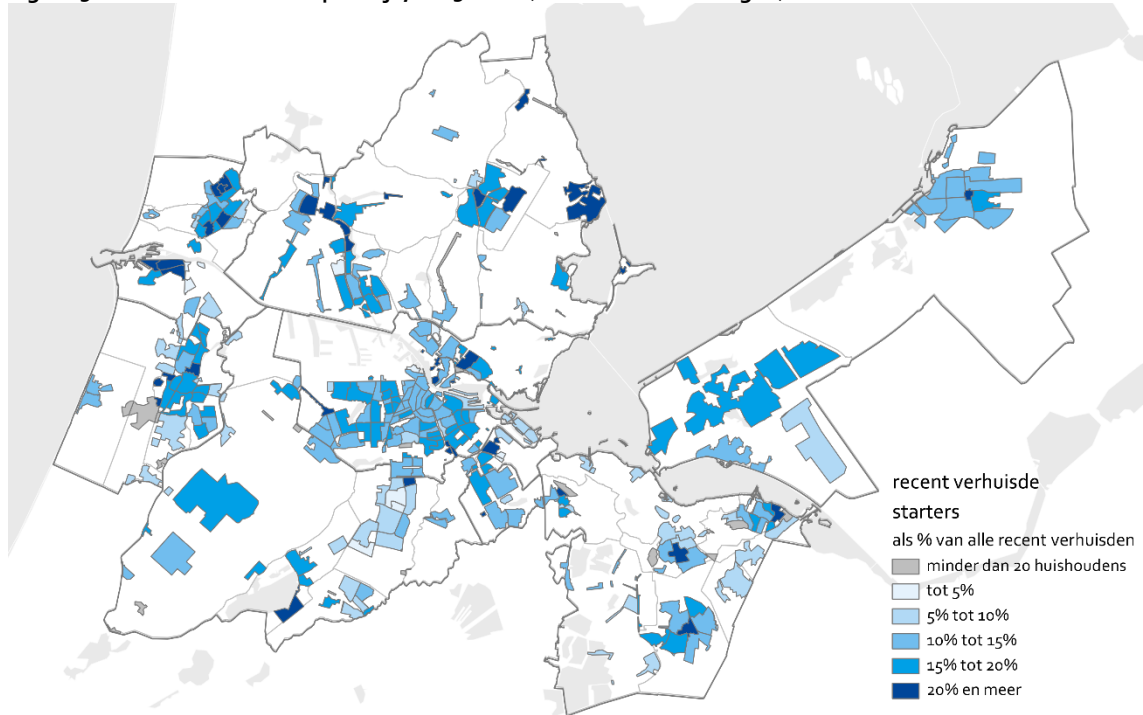 recent verhuisde
starters
als % van alle recent verhuisden
minder dan 20 huishoudens
tot 5%
5% tot 10%
10% tot 15%
15% tot 20%
20% en meer